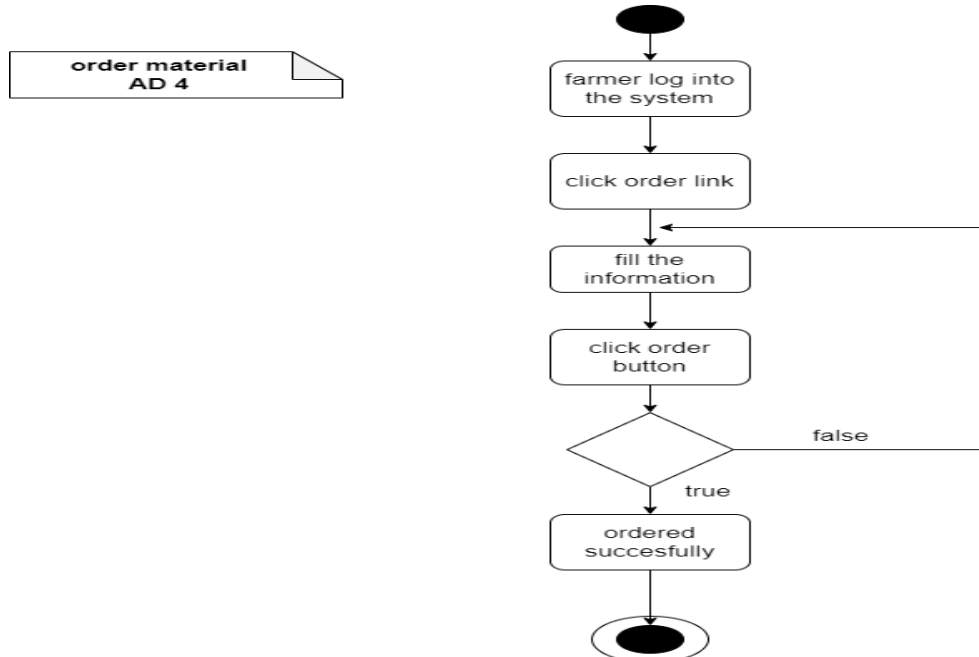 order material
AD 4
farmer log into
the system
click order link
fill the
information
click order
button
false
true
ordered
succesfully